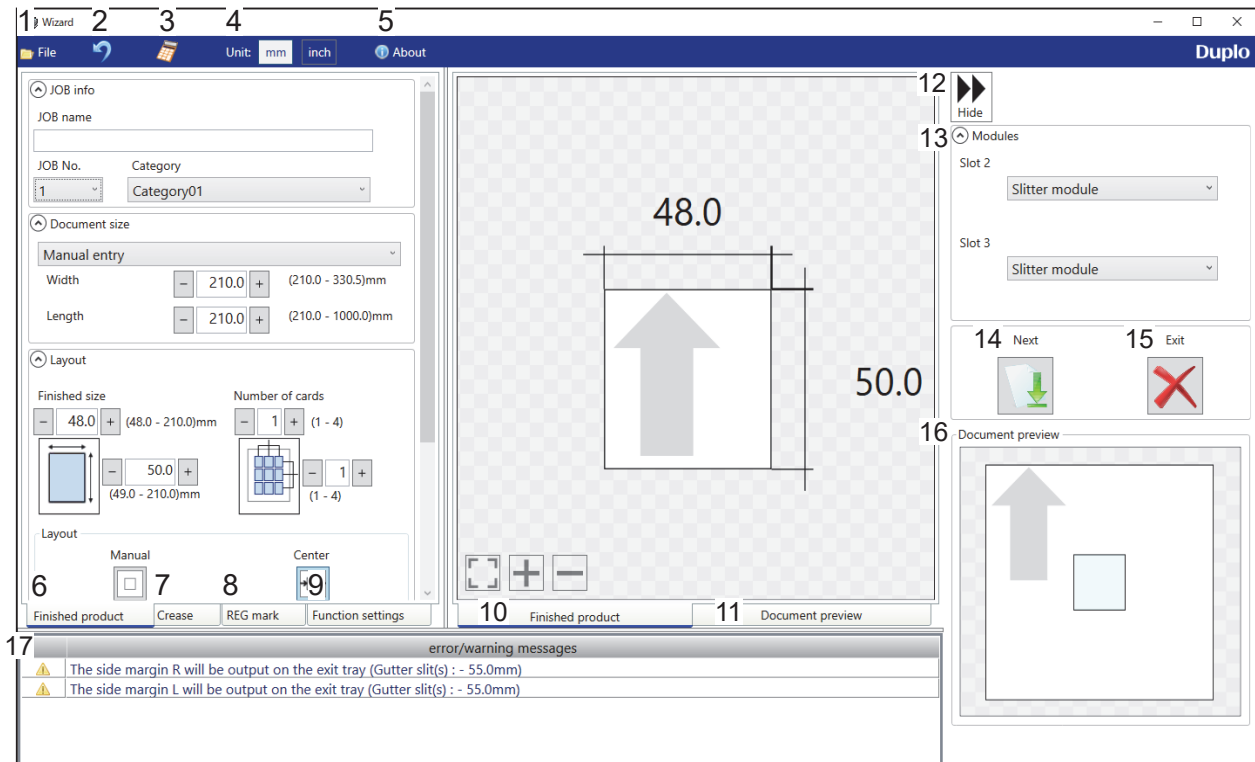 1 2 3 4 5
Wizard
File Unit: mm inch About Duplo
JOB info
JOB name
JOB No. Category
1 Category01
Document size
Manual entry
Width - 210.0 + (210.0 - 330.5)mm
Length - 210.0 + (210.0 - 1000.0)mm
Layout
Finished size Number of cards
- 48.0 + (48.0 - 210.0)mm - 1 + (1 - 4)
- 50.0 + - 1 +
(49.0 - 210.0)mm (1 - 4)
Layout
Manual Center
6 7 8 9
Finished product Crease REG mark Function settings
48.0
50.0
10 Finished product 11 Document preview
12
Hide
13 Modules
Slot 2
Slitter module
Slot 3
Slitter module
14 Next 15 Exit
16 Document preview
17 error/warning messages
The side margin R will be output on the exit tray (Gutter slit(s) : - 55.0mm)
The side margin L will be output on the exit tray (Gutter slit(s) : - 55.0mm)